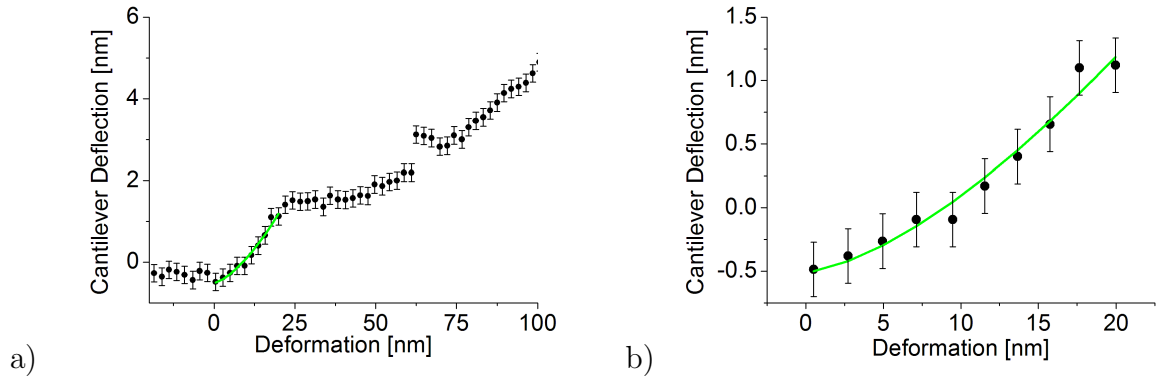 6
4
2
0
Cantilever Deflection [nm]
0 25 50 75 100
Deformation [nm]
a)
1.5
1.0
0.5
0.0
-0.5
Cantilever Deflection [nm]
0 5 10 15 20
Deformation [nm]
b)